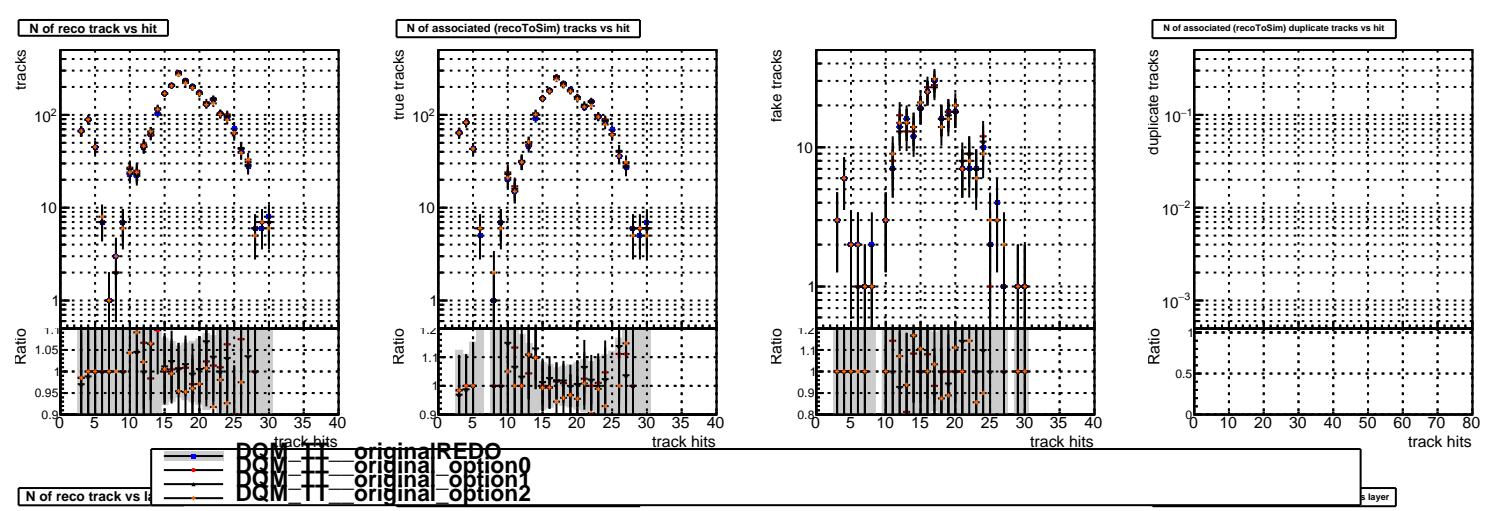 N of reco track vs hit
N of associated (recoToSim) tracks vs hit
N of associated (recoToSim) duplicate tracks vs hit
tracks
10²
10
1
Ratio
1.1
1.05
1
0.95
0.9
0 5 10 15 20 25 30 35 40
track hits
true tracks
10²
10
1
Ratio
1.2
1.1
1
0.9
0 5 10 15 20 25 30 35 40
track hits
fake tracks
10
1
Ratio
1.2
1.1
1
0.9
0.8
0 5 10 15 20 25 30 35 40
track hits
duplicate tracks
10⁻¹
10⁻²
10⁻³
Ratio
1
0.5
0
0 10 20 30 40 50 60 70 80
track hits
DQM_TT__originalREDO
DQM_TT__original_option0
DQM_TT__original_option1
DQM_TT__original_option2
N of reco track vs la
s layer